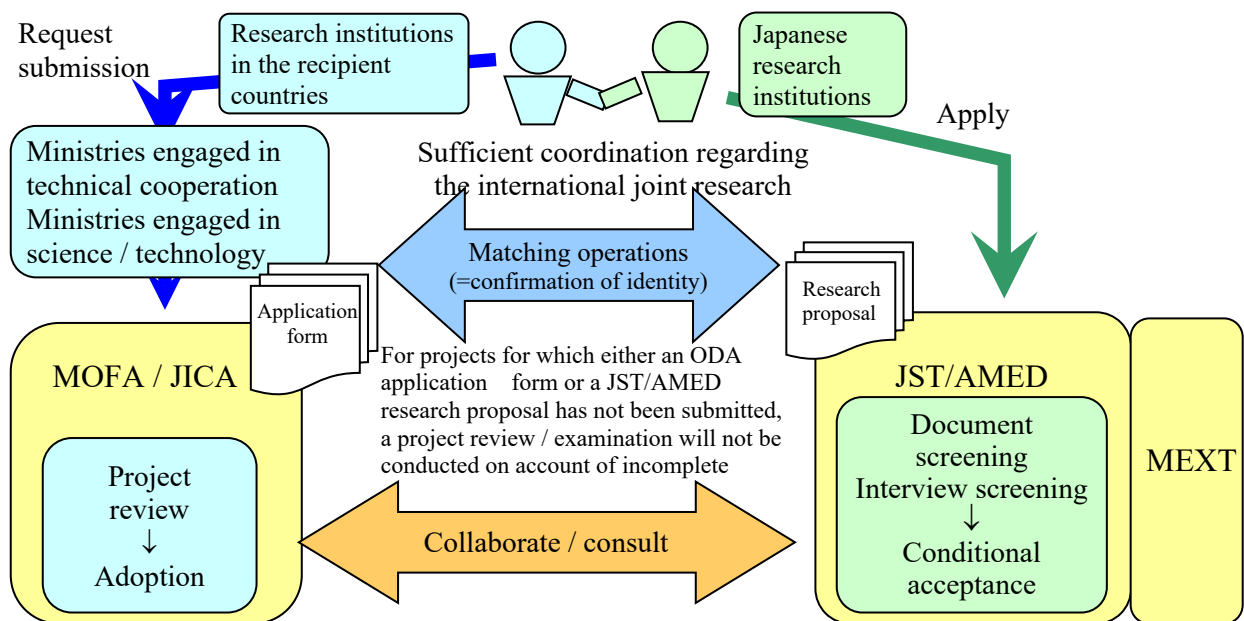 Request
submission
Research institutions
in the recipient
countries
Japanese
research
institutions
Apply
Ministries engaged in
technical cooperation
Ministries engaged in
science / technology
Sufficient coordination regarding
the international joint research
Matching operations
(=confirmation of identity)
Application
form
Research
proposal
MOFA / JICA
For projects for which either an ODA
application form or a JST/AMED
research proposal has not been submitted,
a project review / examination will not be
conducted on account of incomplete
JST/AMED
MEXT
Project
review
↓
Adoption
Collaborate / consult
Document
screening
Interview screening
↓
Conditional
acceptance